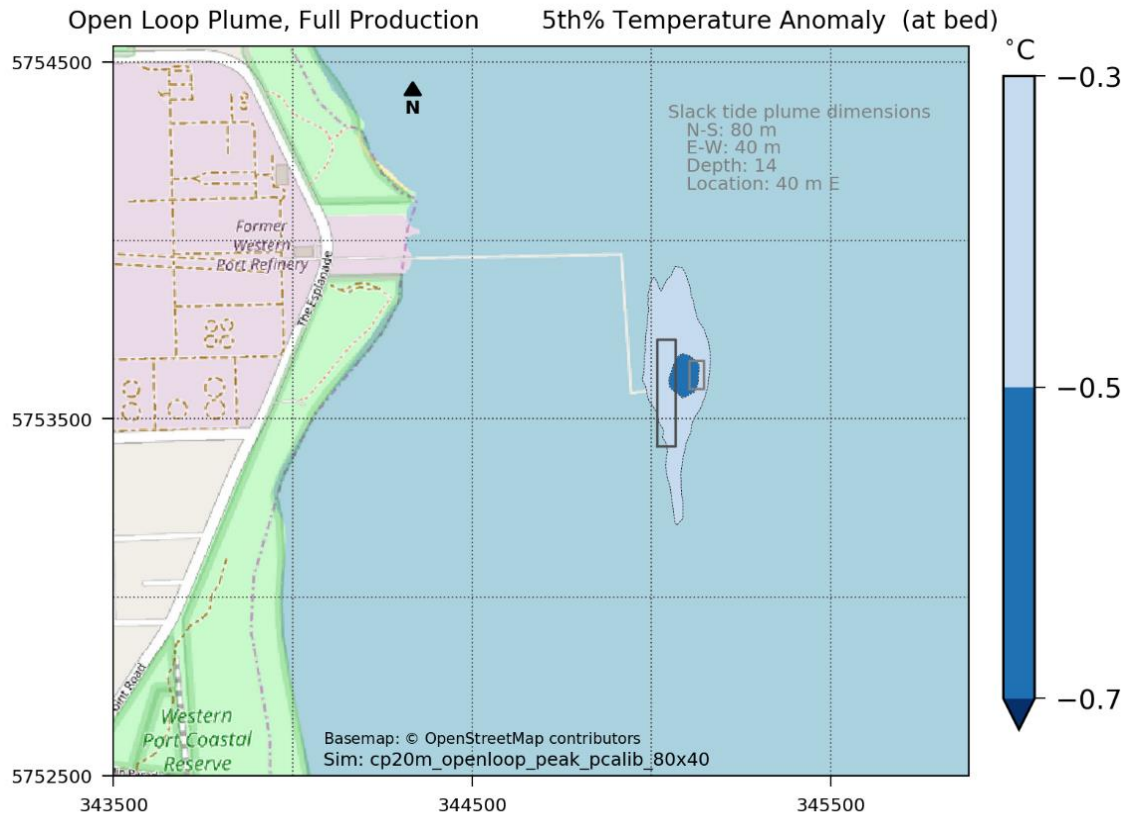 Open Loop Plume, Full Production 5th% Temperature Anomaly (at bed)
°C
5754500
−0.3
N
Slack tide plume dimensions
N-S: 80 m
E-W: 40 m
Depth: 14
Location: 40 m E
Former
Western
Port Refinery
The Esplanade
−0.5
5753500
−0.7
oint Road
Western
Port Coastal
Reserve
Basemap: © OpenStreetMap contributors
Sim: cp20m_openloop_peak_pcalib_80x40
5752500
343500
344500
345500